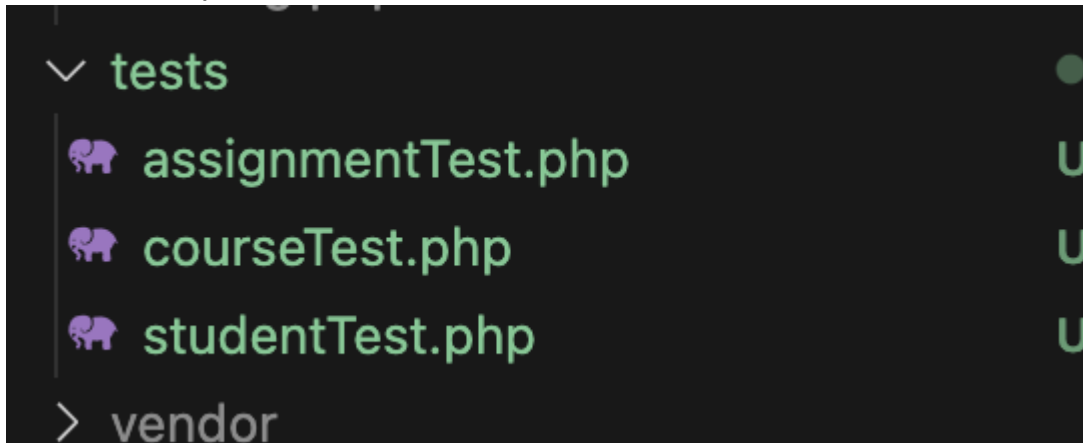 tests
assignmentTest.php U
courseTest.php U
studentTest.php U
vendor